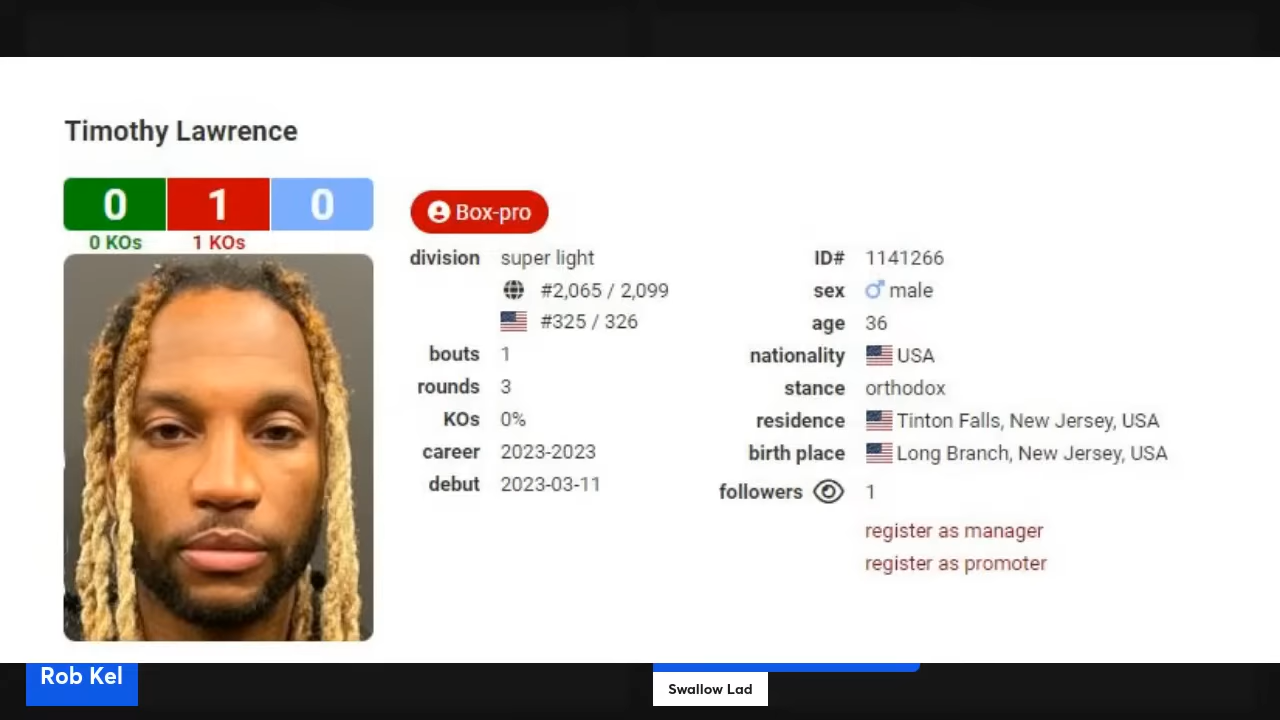 Timothy Lawrence
0 1 0
0 KOs 1 KOs
Box-pro
division super light
#2,065 / 2,099
#325 / 326
bouts 1
rounds 3
KOs 0%
career 2023-2023
debut 2023-03-11
ID# 1141266
sex male
age 36
nationality USA
stance orthodox
residence Tinton Falls, New Jersey, USA
birth place Long Branch, New Jersey, USA
followers 1
register as manager
register as promoter
Rob Kel
Swallow Lad